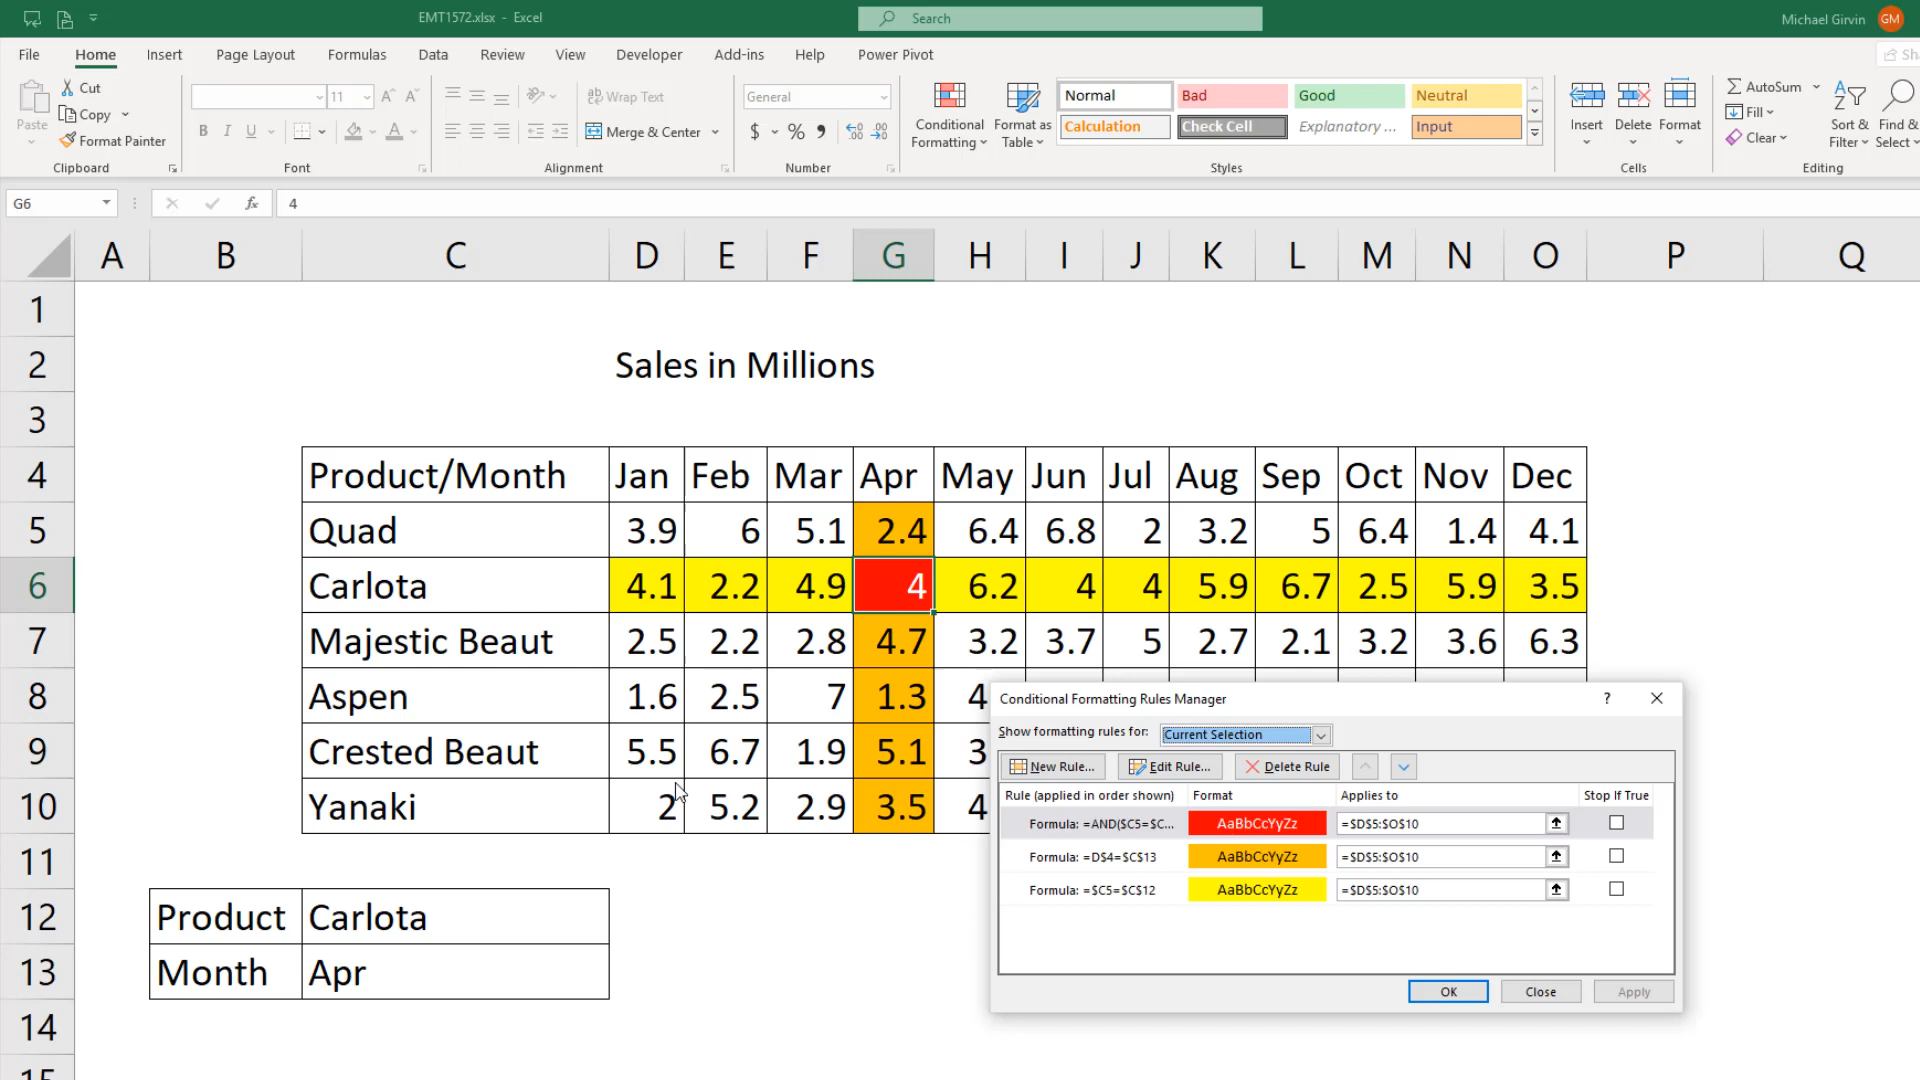 EMT1572.xlsx - Excel
Search
Michael Girvin GM
File Home Insert Page Layout Formulas Data Review View Developer Add-ins Help Power Pivot
Paste
Cut
Copy
Format Painter
Clipboard
11 A A
B I U A
Font
ab Wrap Text
Merge & Center
Alignment
General
$ % ,
Number
Conditional Formatting
Format as Table
Normal Bad Good Neutral
Calculation Check Cell Explanatory ... Input
Styles
Insert Delete Format
Cells
AutoSum
Fill
Clear
Sort & Filter
Find & Select
Editing
G6 fx 4
A B C D E F G H I J K L M N O P Q
1
2 Sales in Millions
3
4 Product/Month Jan Feb Mar Apr May Jun Jul Aug Sep Oct Nov Dec
5 Quad 3.9 6 5.1 2.4 6.4 6.8 2 3.2 5 6.4 1.4 4.1
6 Carlota 4.1 2.2 4.9 4 6.2 4 4 5.9 6.7 2.5 5.9 3.5
7 Majestic Beaut 2.5 2.2 2.8 4.7 3.2 3.7 5 2.7 2.1 3.2 3.6 6.3
8 Aspen 1.6 2.5 7 1.3 4
9 Crested Beaut 5.5 6.7 1.9 5.1 3
10 Yanaki 2 5.2 2.9 3.5 4
11
12 Product Carlota
13 Month Apr
14
15
Conditional Formatting Rules Manager ?
Show formatting rules for: Current Selection
New Rule... Edit Rule... Delete Rule
Rule (applied in order shown) Format Applies to Stop If True
Formula: =AND($C5=$C... AaBbCcYyZz =$D$5:$O$10
Formula: =D$4=$C$13 AaBbCcYyZz =$D$5:$O$10
Formula: =$C5=$C$12 AaBbCcYyZz =$D$5:$O$10
OK Close Apply